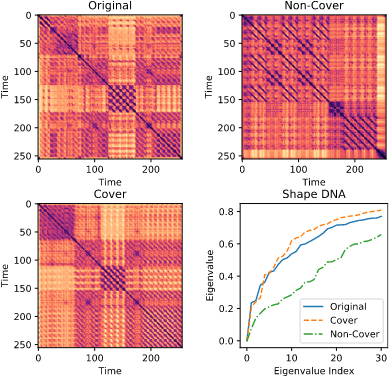 Original
0
50
100
150
200
250
Time
0
100
200
Time
Non-Cover
0
50
100
150
200
250
Time
0
100
200
Time
Cover
0
50
100
150
200
250
Time
0
100
200
Time
Shape DNA
0.8
0.6
0.4
0.2
0.0
Eigenvalue
Original
Cover
Non-Cover
0
10
20
30
Eigenvalue Index